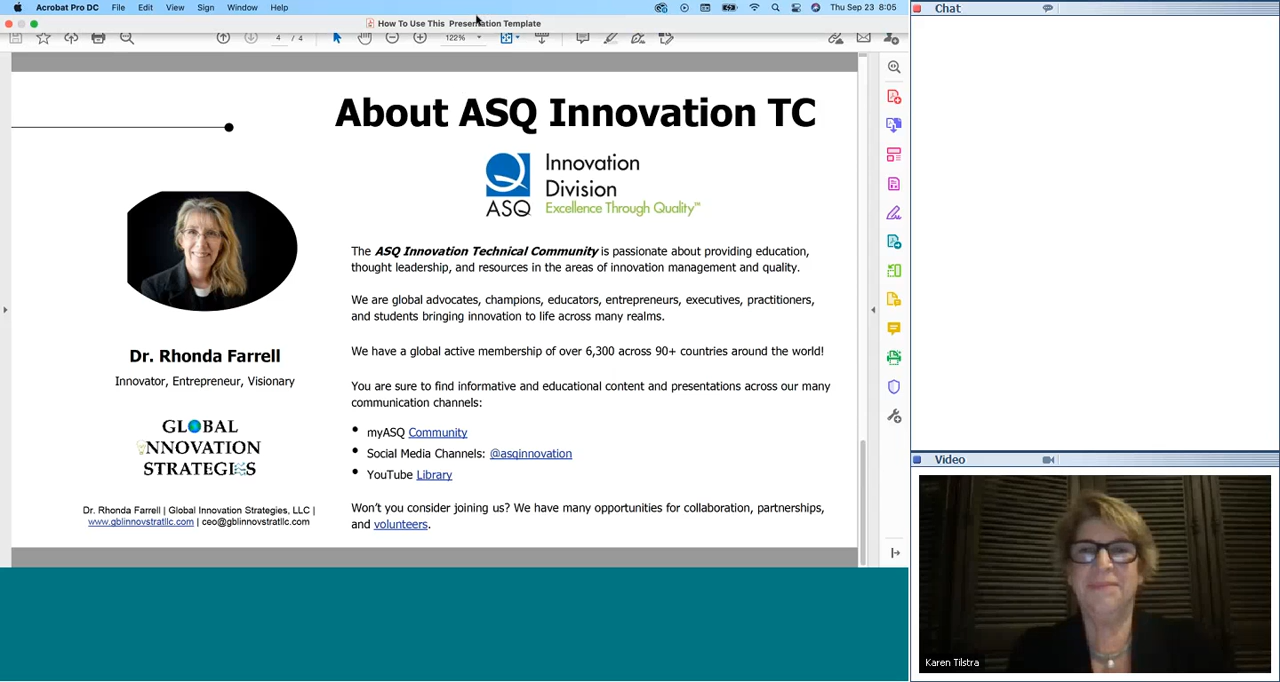 Acrobat Pro DC File Edit View Sign Window Help Thu Sep 23 8:05
How To Use This Presentation Template
4 / 4 122%
About ASQ Innovation TC
Innovation
Division
ASQ Excellence Through Quality™
The ASQ Innovation Technical Community is passionate about providing education,
thought leadership, and resources in the areas of innovation management and quality.
We are global advocates, champions, educators, entrepreneurs, executives, practitioners,
and students bringing innovation to life across many realms.
We have a global active membership of over 6,300 across 90+ countries around the world!
You are sure to find informative and educational content and presentations across our many
communication channels:
• myASQ Community
• Social Media Channels: @asqinnovation
• YouTube Library
Won't you consider joining us? We have many opportunities for collaboration, partnerships,
and volunteers.
Dr. Rhonda Farrell
Innovator, Entrepreneur, Visionary
GLOBAL
INNOVATION
STRATEGIES
Dr. Rhonda Farrell | Global Innovation Strategies, LLC |
www.gblinnovstratllc.com | ceo@gblinnovstratllc.com
Chat
Video
Karen Tilstra